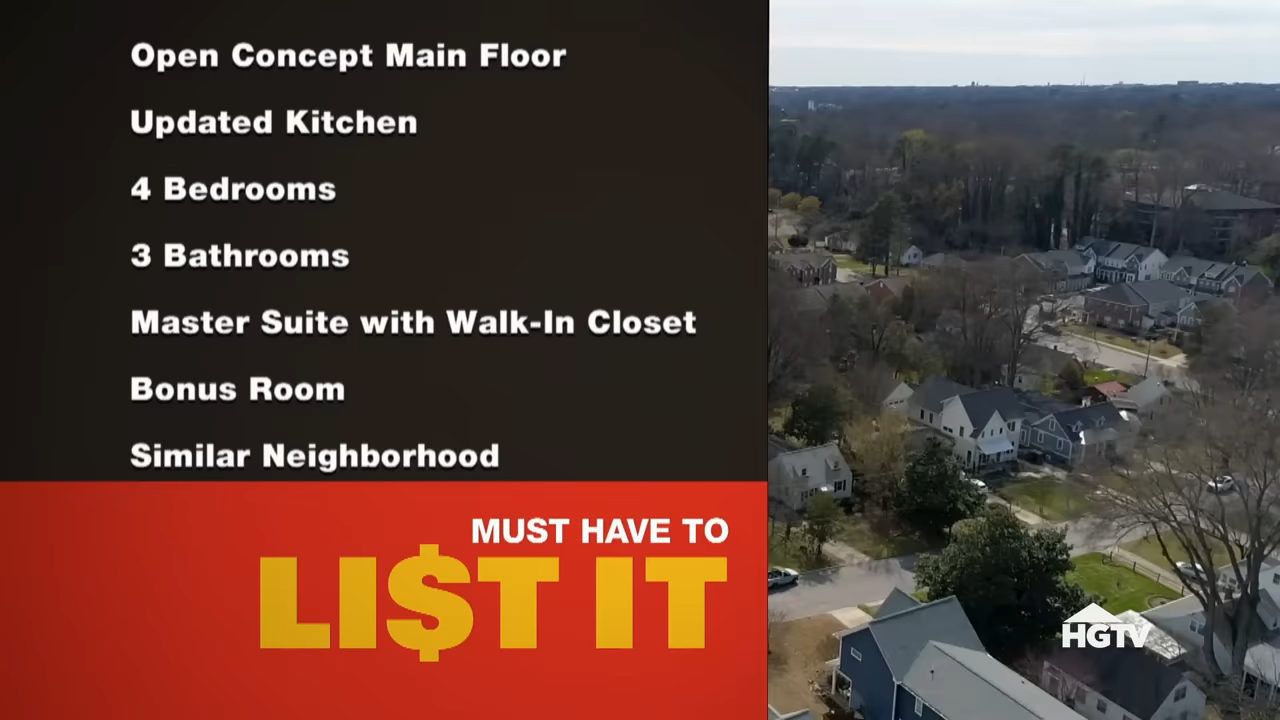 Open Concept Main Floor
Updated Kitchen
4 Bedrooms
3 Bathrooms
Master Suite with Walk-In Closet
Bonus Room
Similar Neighborhood
MUST HAVE TO
LI$T IT
HGTV